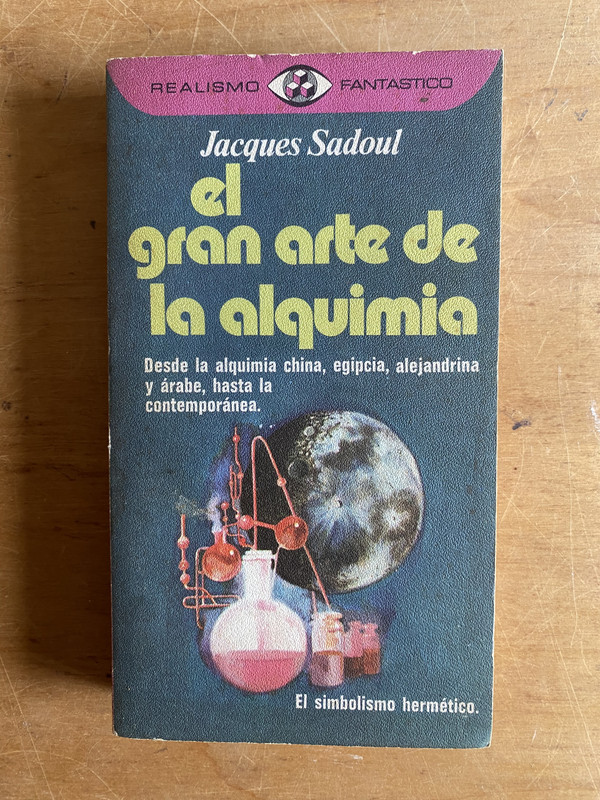 REALISMO FANTASTICO
Jacques Sadoul
el
gran arte de
la alquimia
Desde la alquimia china, egipcia, alejandrina
y árabe, hasta la
contemporánea.
El simbolismo hermético.